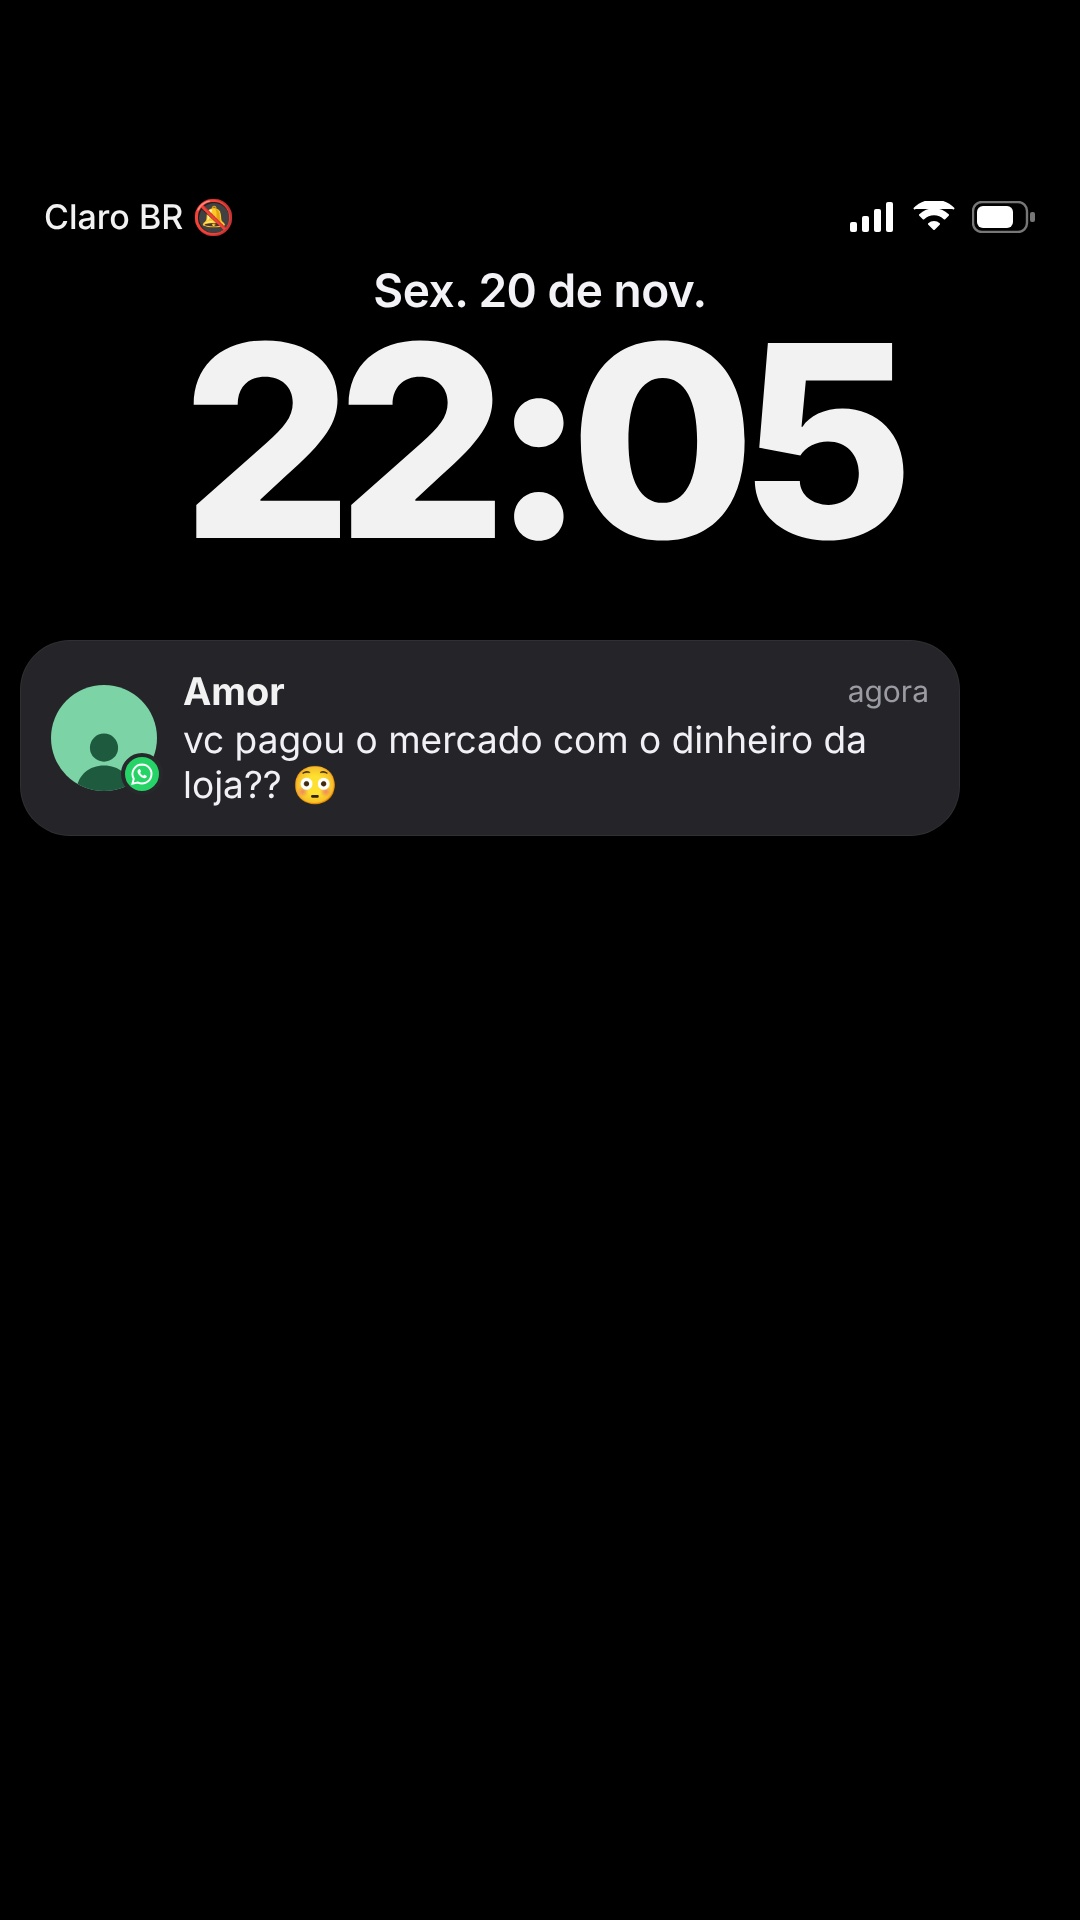 Claro BR 🔕
Sex. 20 de nov.
22:05
Amor
agora
vc pagou o mercado com o dinheiro da
loja?? 😳